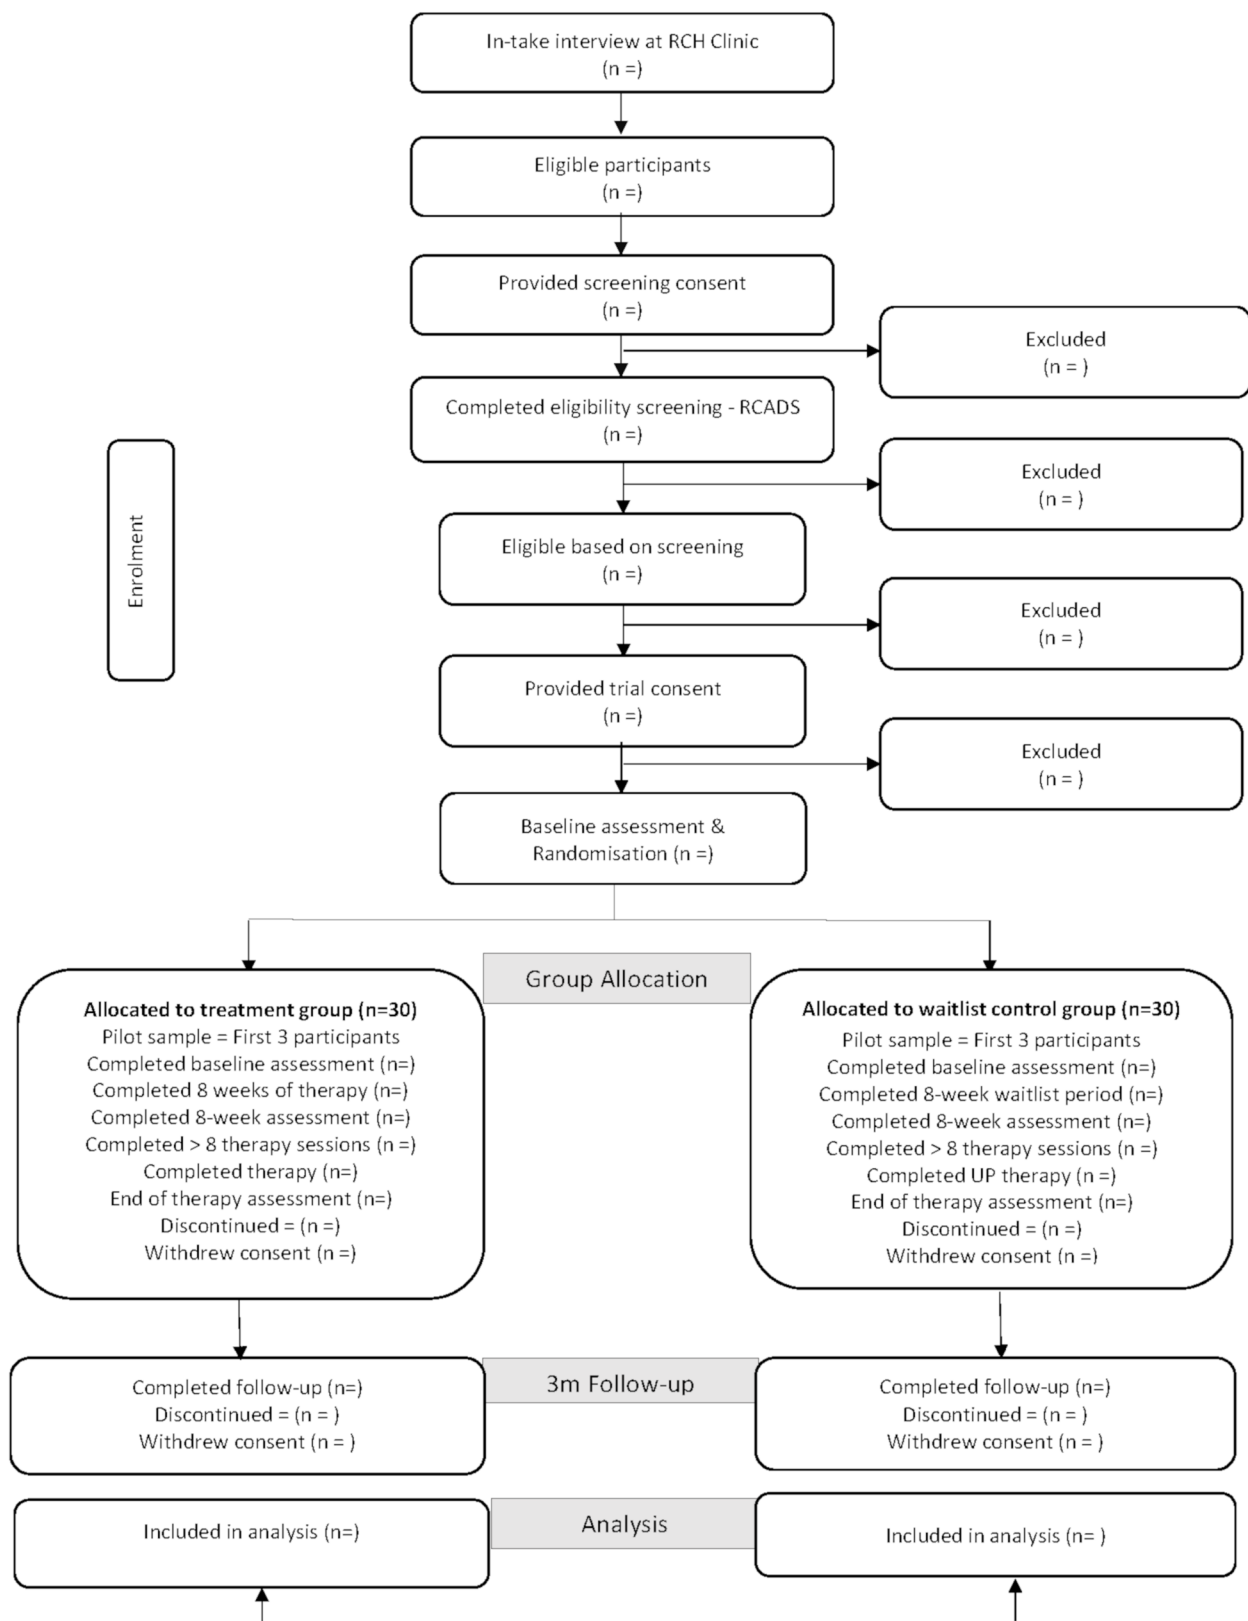 In-take interview at RCH Clinic
(n =)
Eligible participants
(n =)
Provided screening consent
(n =)
Excluded
(n = )
Completed eligibility screening - RCADS
(n =)
Excluded
(n = )
Enrolment
Eligible based on screening
(n =)
Excluded
(n = )
Provided trial consent
(n =)
Excluded
(n = )
Baseline assessment &
Randomisation (n =)
Group Allocation
Allocated to treatment group (n=30)
Pilot sample = First 3 participants
Completed baseline assessment (n=)
Completed 8 weeks of therapy (n=)
Completed 8-week assessment (n=)
Completed > 8 therapy sessions (n =)
Completed therapy (n=)
End of therapy assessment (n=)
Discontinued = (n =)
Withdrew consent (n =)
Allocated to waitlist control group (n=30)
Pilot sample = First 3 participants
Completed baseline assessment (n=)
Completed 8-week waitlist period (n=)
Completed 8-week assessment (n=)
Completed > 8 therapy sessions (n =)
Completed UP therapy (n =)
End of therapy assessment (n=)
Discontinued = (n =)
Withdrew consent (n =)
3m Follow-up
Completed follow-up (n=)
Discontinued = (n = )
Withdrew consent (n = )
Completed follow-up (n=)
Discontinued = (n = )
Withdrew consent (n = )
Analysis
Included in analysis (n=)
Included in analysis (n= )